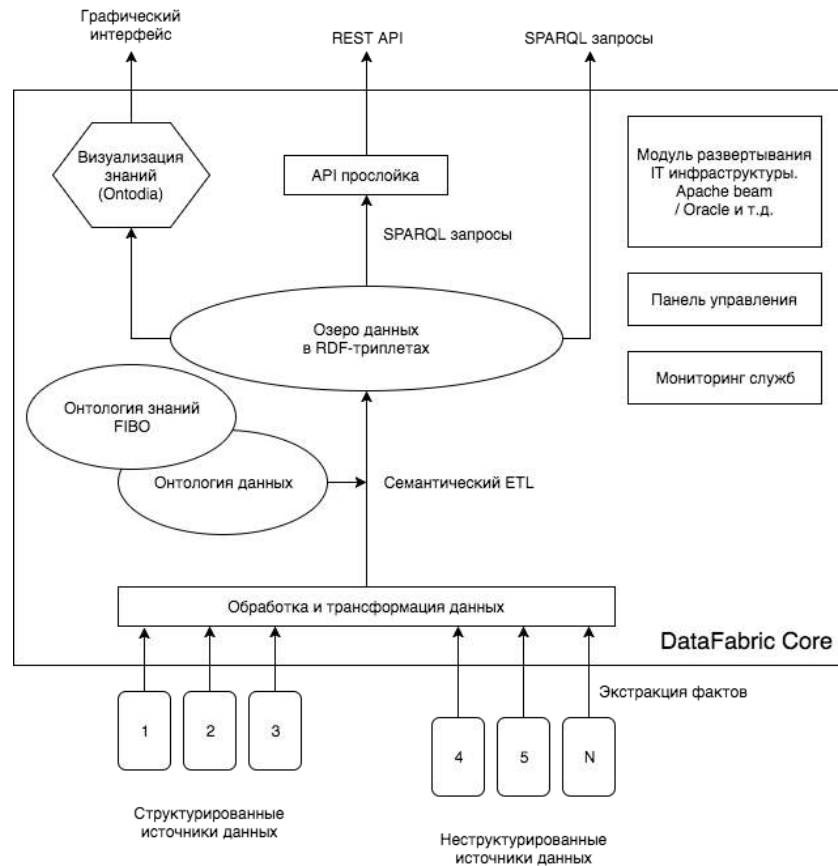 Графический
интерфейс
REST API
SPARQL запросы
Визуализация
знаний
(Ontodia)
API прослойка
Модуль развертывания
IT инфраструктуры.
Apache beam
/ Oracle и т.д.
SPARQL запросы
Панель управления
Озеро данных
в RDF-триплетах
Мониторинг служб
Онтология знаний
FIBO
Онтология данных
Семантический ETL
Обработка и трансформация данных
DataFabric Core
Экстракция фактов
1
2
3
4
5
N
Структурированные
источники данных
Неструктурированные
источники данных